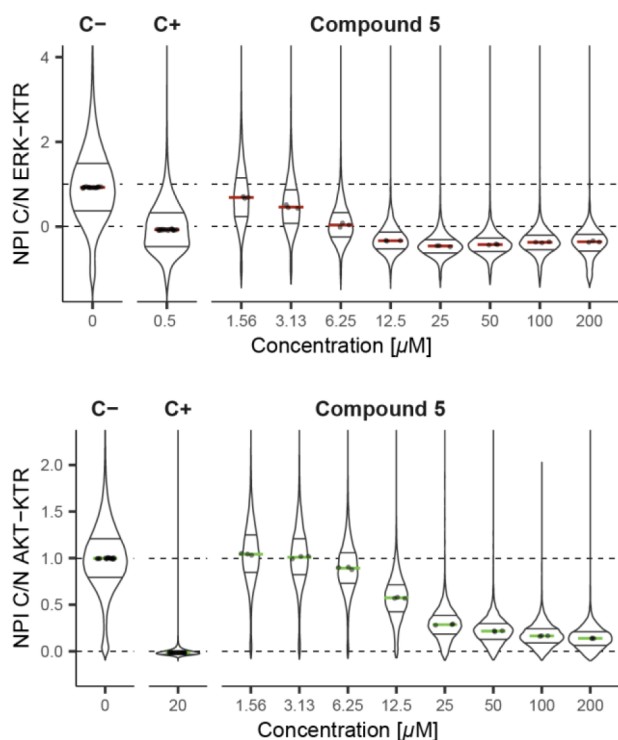 C− C+ Compound 5
NPI C/N ERK−KTR
4
2
0
0 0.5 1.56 3.13 6.25 12.5 25 50 100 200
Concentration [µM]
C− C+ Compound 5
NPI C/N AKT−KTR
2.0
1.5
1.0
0.5
0.0
0 20 1.56 3.13 6.25 12.5 25 50 100 200
Concentration [µM]